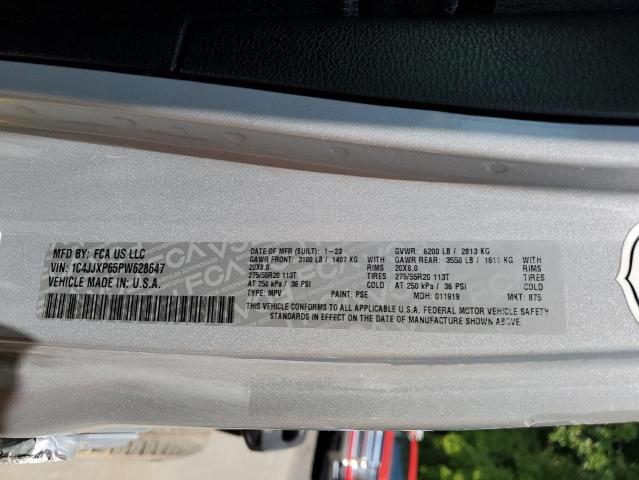 MFD BY: FCA US LLC
VIN: 1C4JJXP65PW628647
VEHICLE MADE IN: U.S.A.
DATE OF MFR (BUILT): 1-23 GVWR: 6200 LB / 2813 KG
GAWR FRONT: 3100 LB / 1407 KG WITH GAWR REAR: 3550 LB / 1611 KG WITH
20X8.0 RIMS 20X8.0 RIMS
275/55R20 113T TIRES 275/55R20 113T TIRES
AT 250 kPa / 36 PSI COLD AT 250 kPa / 36 PSI COLD
TYPE: MPV PAINT: PSE MDH: 011919 MKT: 876
THIS VEHICLE CONFORMS TO ALL APPLICABLE U.S.A. FEDERAL MOTOR VEHICLE SAFETY
STANDARDS IN EFFECT ON THE DATE OF MANUFACTURE SHOWN ABOVE.